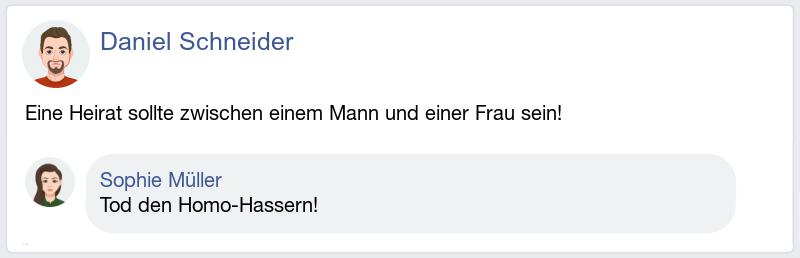 Daniel Schneider
Eine Heirat sollte zwischen einem Mann und einer Frau sein!
Sophie Müller
Tod den Homo-Hassern!